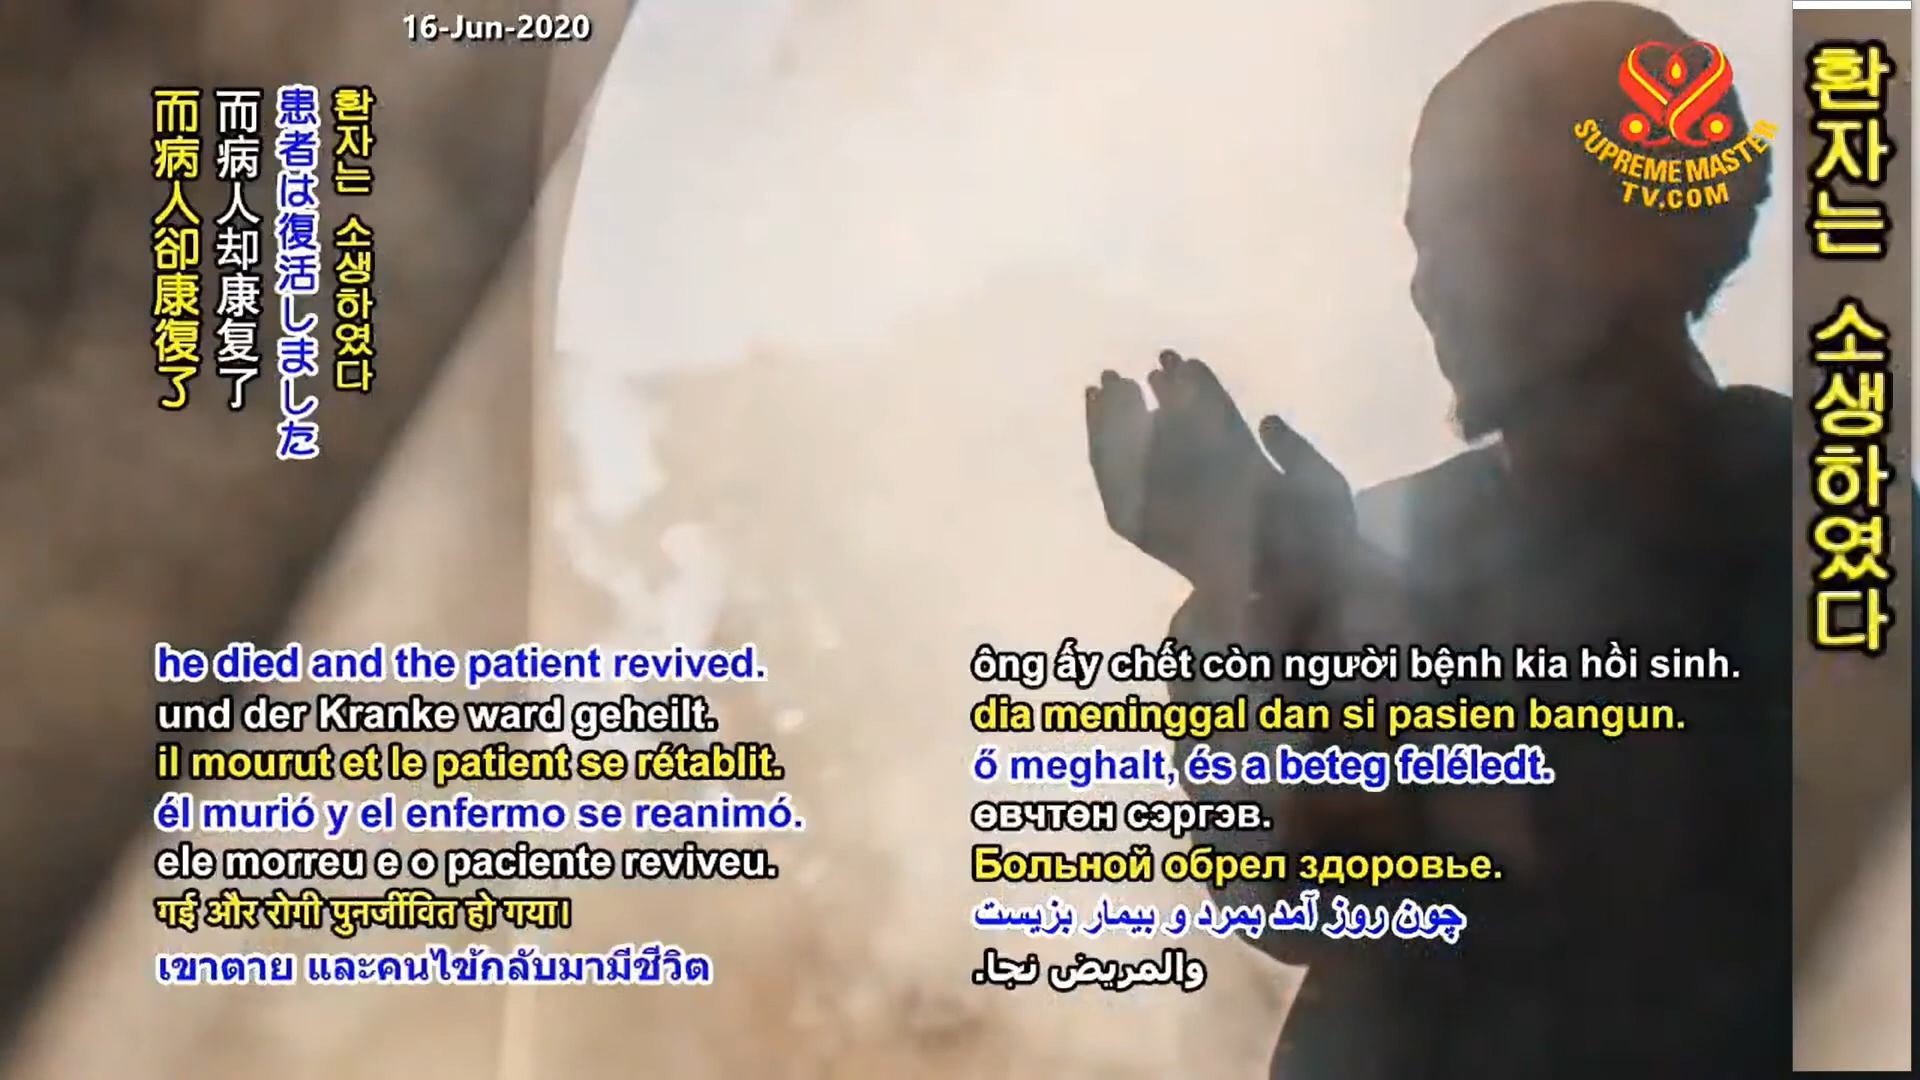 16-Jun-2020
환자는 소생하였다
患者は復活しました
而病人却康复了
而病人卻康復了
SUPREME MASTER
TV.COM
환자는 소생하였다
he died and the patient revived.
und der Kranke ward geheilt.
il mourut et le patient se rétablit.
él murió y el enfermo se reanimó.
ele morreu e o paciente reviveu.
गई और रोगी पुनर्जीवित हो गया।
เขาตาย และคนไข้กลับมามีชีวิต
ông ấy chết còn người bệnh kia hồi sinh.
dia meninggal dan si pasien bangun.
ő meghalt, és a beteg feléledt.
өвчтөн сэргэв.
Больной обрел здоровье.
چون روز آمد بمرد و بیمار بزیست
والمريض نجا.